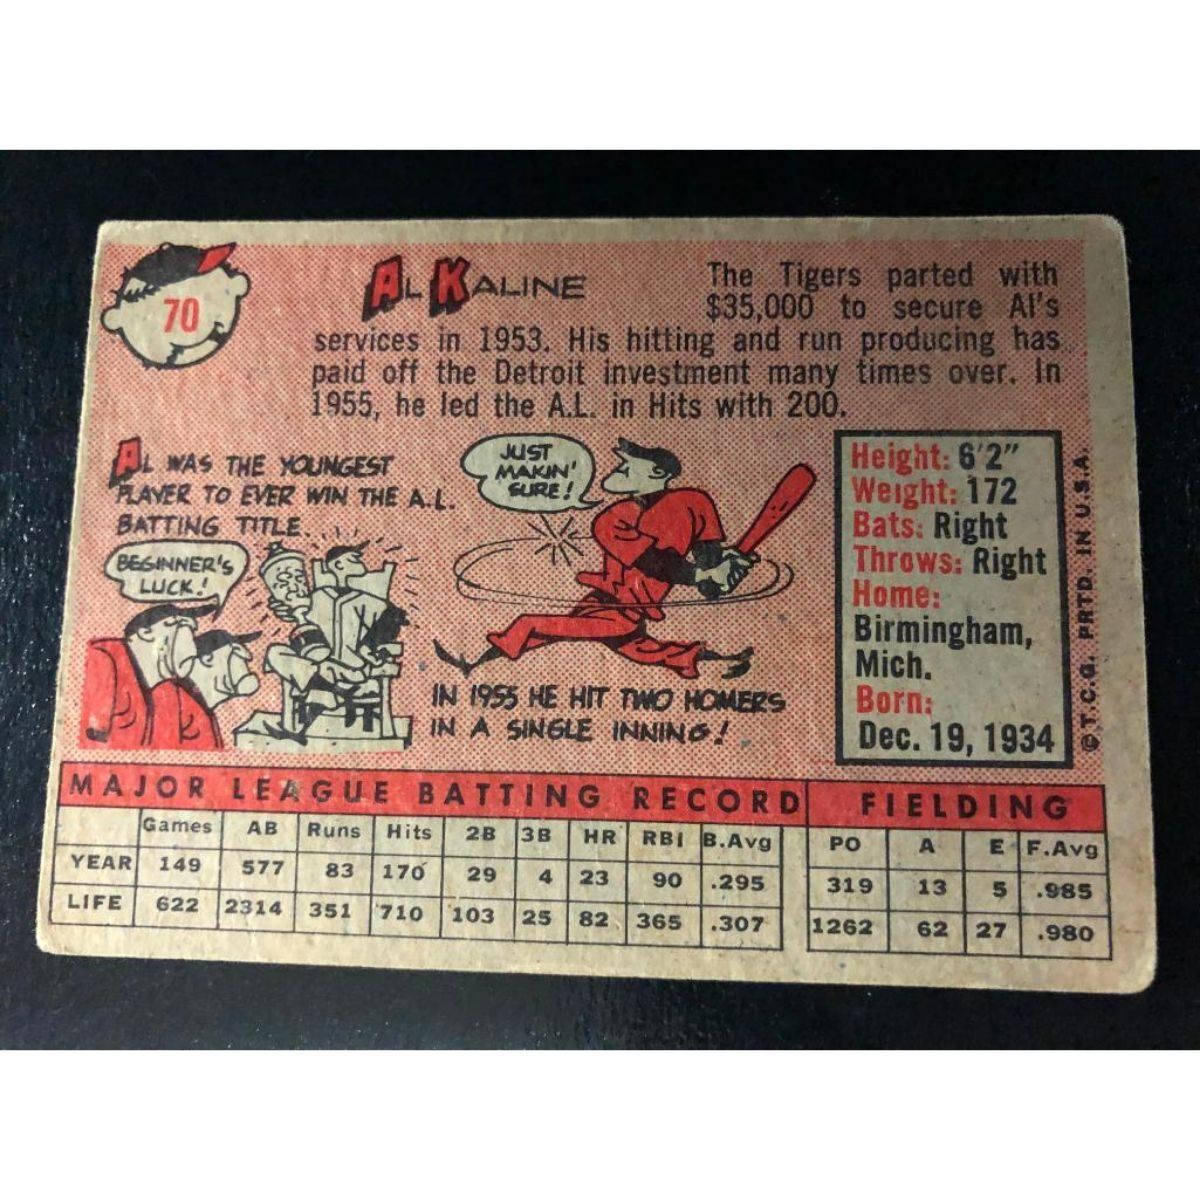 70
AL KALINE
The Tigers parted with
$35,000 to secure Al's
services in 1953. His hitting and run producing has
paid off the Detroit investment many times over. In
1955, he led the A.L. in Hits with 200.
AL WAS THE YOUNGEST
PLAYER TO EVER WIN THE A.L.
BATTING TITLE.
BEGINNER'S
LUCK!
JUST
MAKIN'
SURE!
IN 1955 HE HIT TWO HOMERS
IN A SINGLE INNING!
Height: 6'2"
Weight: 172
Bats: Right
Throws: Right
Home:
Birmingham,
Mich.
Born:
Dec. 19, 1934
©T.C.G. PRTD. IN U.S.A.
MAJOR LEAGUE BATTING RECORD
Games AB Runs Hits 2B 3B HR RBI B.Avg
YEAR 149 577 83 170 29 4 23 90 .295
LIFE 622 2314 351 710 103 25 82 365 .307
FIELDING
PO A E F.Avg
319 13 5 .985
1262 62 27 .980